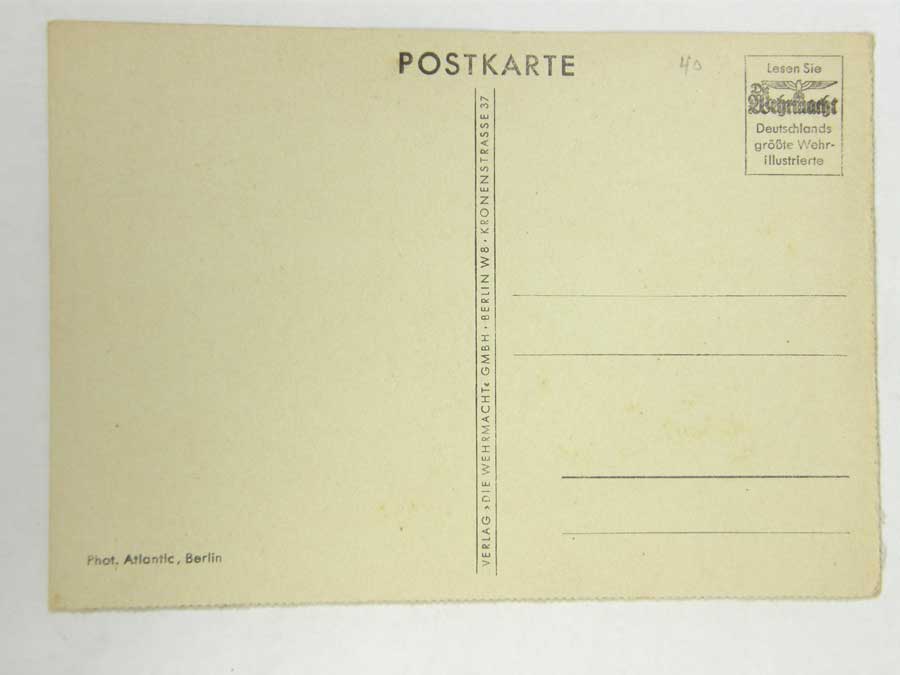 POSTKARTE
40
Lesen Sie
Die
Wehrmacht
Deutschlands
größte Wehr-
illustrierte
VERLAG ›DIE WEHRMACHT‹ GMBH · BERLIN W8 · KRONENSTRASSE 37
Phot. Atlantic, Berlin